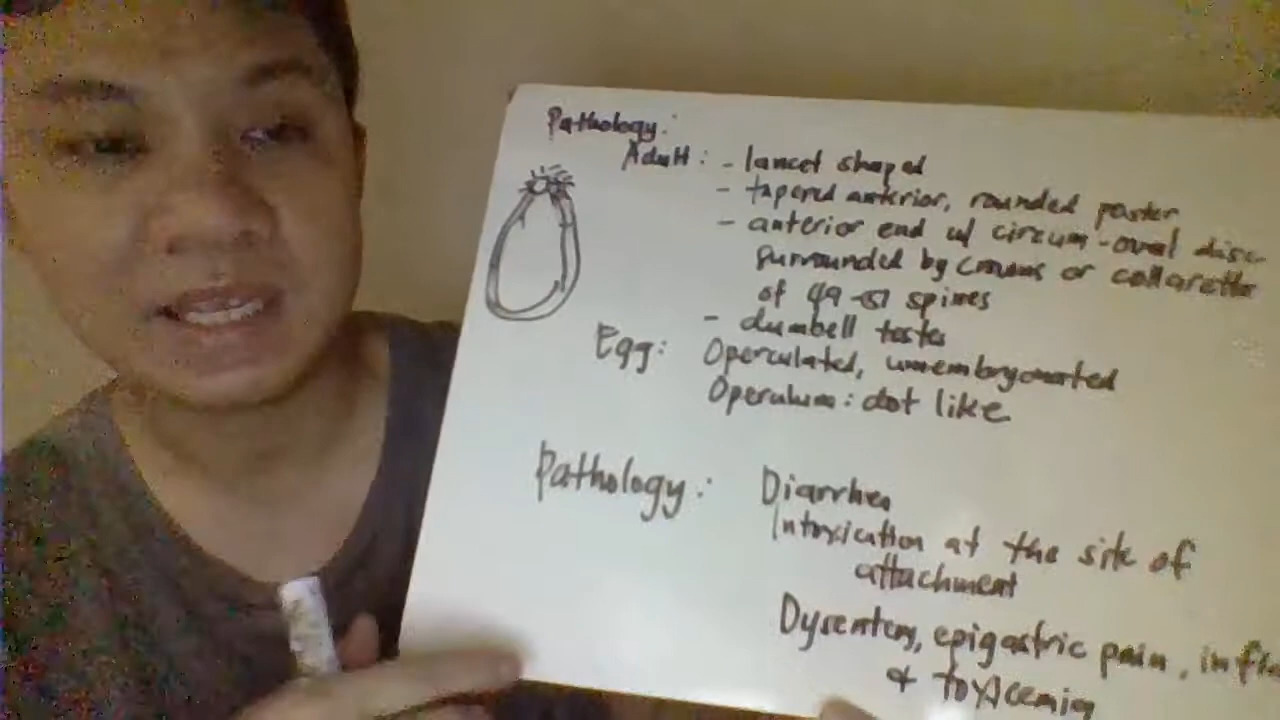 Pathology:
Adult: - lancet shaped
- tapered anterior, rounded poster
- anterior end w/ circum-oral disc
surrounded by crowns or collarette
of 49-51 spines
- dumbell testes
Egg: Operculated, unembryonated
Operculum: dot like
Pathology: Diarrhea
Intoxication at the site of
attachment
Dysentery, epigastric pain,
& toxicemia